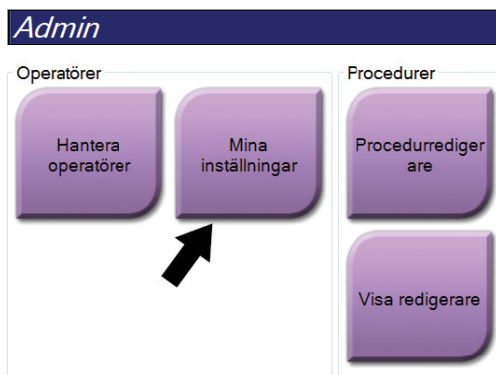 Admin
Operatörer
Hantera
operatörer
Mina
inställningar
Procedurer
Procedurrediger
are
Visa redigerare